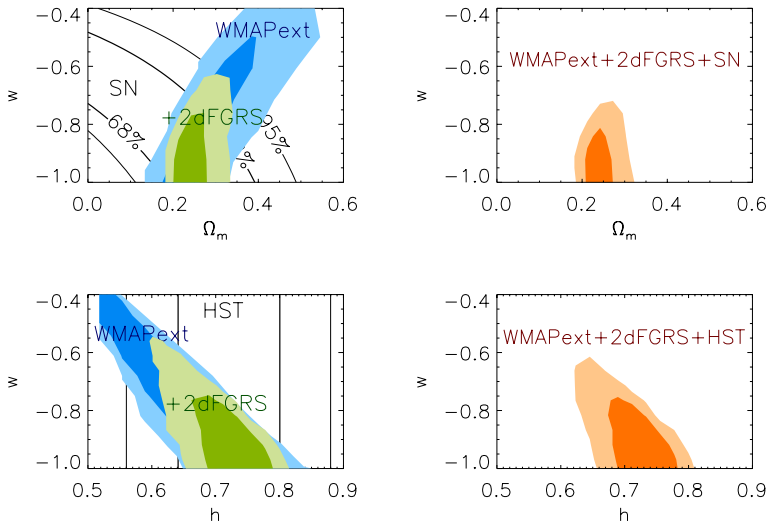 WMAPext
SN
+2dFGRS
68%
95%
%
w
−0.4
−0.6
−0.8
−1.0
0.0 0.2 0.4 0.6
Ωm
WMAPext+2dFGRS+SN
w
−0.4
−0.6
−0.8
−1.0
0.0 0.2 0.4 0.6
Ωm
HST
WMAPext
+2dFGRS
w
−0.4
−0.6
−0.8
−1.0
0.5 0.6 0.7 0.8 0.9
h
WMAPext+2dFGRS+HST
w
−0.4
−0.6
−0.8
−1.0
0.5 0.6 0.7 0.8 0.9
h